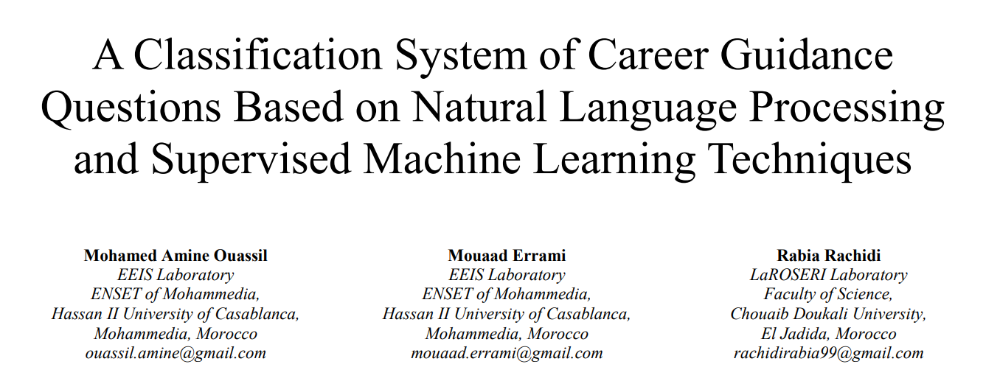 A Classification System of Career Guidance
Questions Based on Natural Language Processing
and Supervised Machine Learning Techniques
Mohamed Amine Ouassil
EEIS Laboratory
ENSET of Mohammedia,
Hassan II University of Casablanca,
Mohammedia, Morocco
ouassil.amine@gmail.com
Mouaad Errami
EEIS Laboratory
ENSET of Mohammedia,
Hassan II University of Casablanca,
Mohammedia, Morocco
mouaad.errami@gmail.com
Rabia Rachidi
LaROSERI Laboratory
Faculty of Science,
Chouaib Doukali University,
El Jadida, Morocco
rachidirabia99@gmail.com